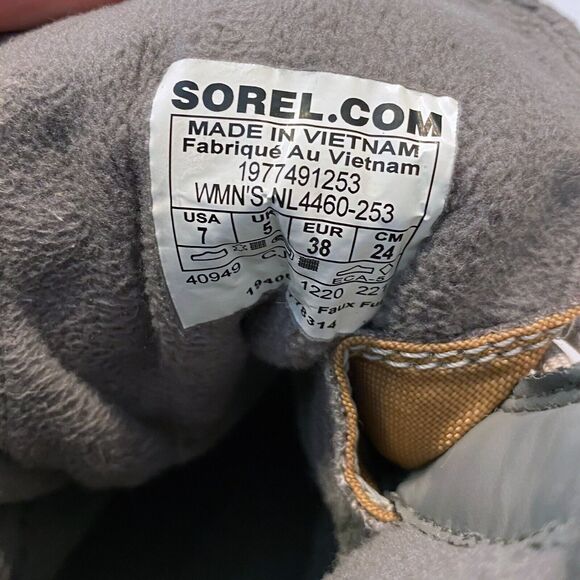 SOREL.COM
MADE IN VIETNAM
Fabriqué Au Vietnam
1977491253
WMN'S NL4460-253
USA UK EUR CM
7 5 38 24
40949 1220
Faux